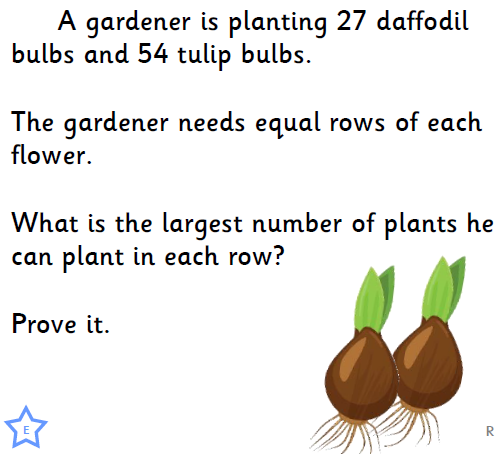 A gardener is planting 27 daffodil
bulbs and 54 tulip bulbs.
The gardener needs equal rows of each
flower.
What is the largest number of plants he
can plant in each row?
Prove it.
E
R